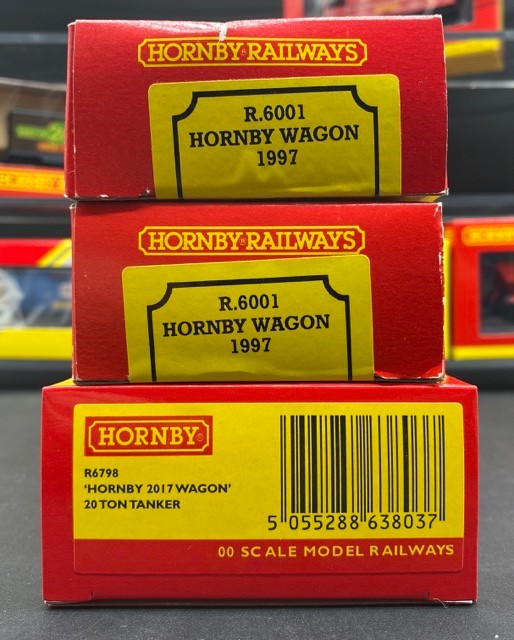 HORNBY RAILWAYS
R.6001
HORNBY WAGON
1997
HORNBY RAILWAYS
R.6001
HORNBY WAGON
1997
HORNBY®
R6798
'HORNBY 2017 WAGON'
20 TON TANKER
5 055288 638037
00 SCALE MODEL RAILWAYS